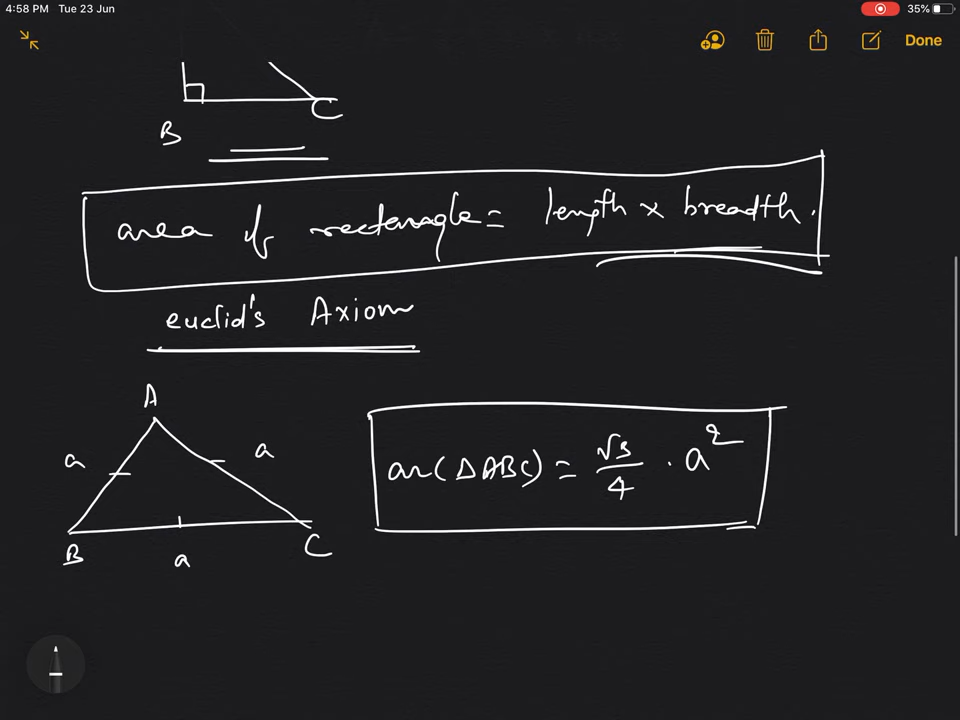 4:58 PM Tue 23 Jun 35%
Done
B C
area of rectangle = length × breadth.
euclid's Axiom
A
a a
ar(ΔABC) = √3/4 · a²
B C
a